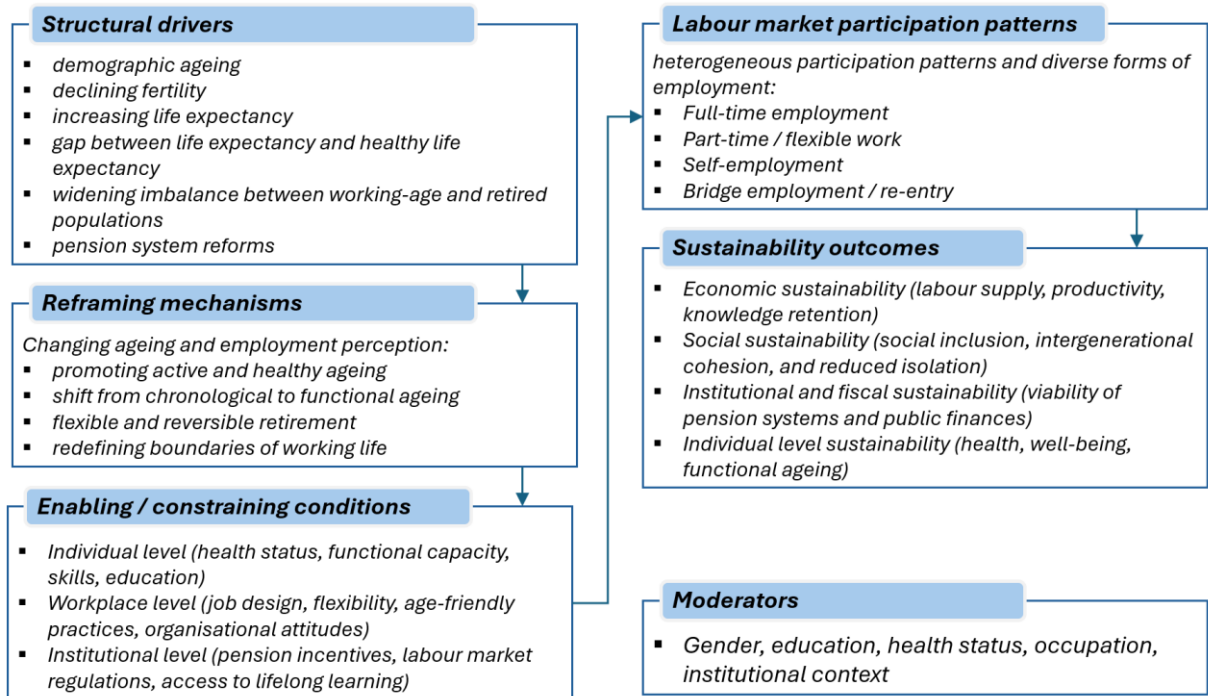 Structural drivers
▪ demographic ageing
▪ declining fertility
▪ increasing life expectancy
▪ gap between life expectancy and healthy life
expectancy
▪ widening imbalance between working-age and retired
populations
▪ pension system reforms
Reframing mechanisms
Changing ageing and employment perception:
▪ promoting active and healthy ageing
▪ shift from chronological to functional ageing
▪ flexible and reversible retirement
▪ redefining boundaries of working life
Enabling / constraining conditions
▪ Individual level (health status, functional capacity,
skills, education)
▪ Workplace level (job design, flexibility, age-friendly
practices, organisational attitudes)
▪ Institutional level (pension incentives, labour market
regulations, access to lifelong learning)
Labour market participation patterns
heterogeneous participation patterns and diverse forms of
employment:
▪ Full-time employment
▪ Part-time / flexible work
▪ Self-employment
▪ Bridge employment / re-entry
Sustainability outcomes
▪ Economic sustainability (labour supply, productivity,
knowledge retention)
▪ Social sustainability (social inclusion, intergenerational
cohesion, and reduced isolation)
▪ Institutional and fiscal sustainability (viability of
pension systems and public finances)
▪ Individual level sustainability (health, well-being,
functional ageing)
Moderators
▪ Gender, education, health status, occupation,
institutional context